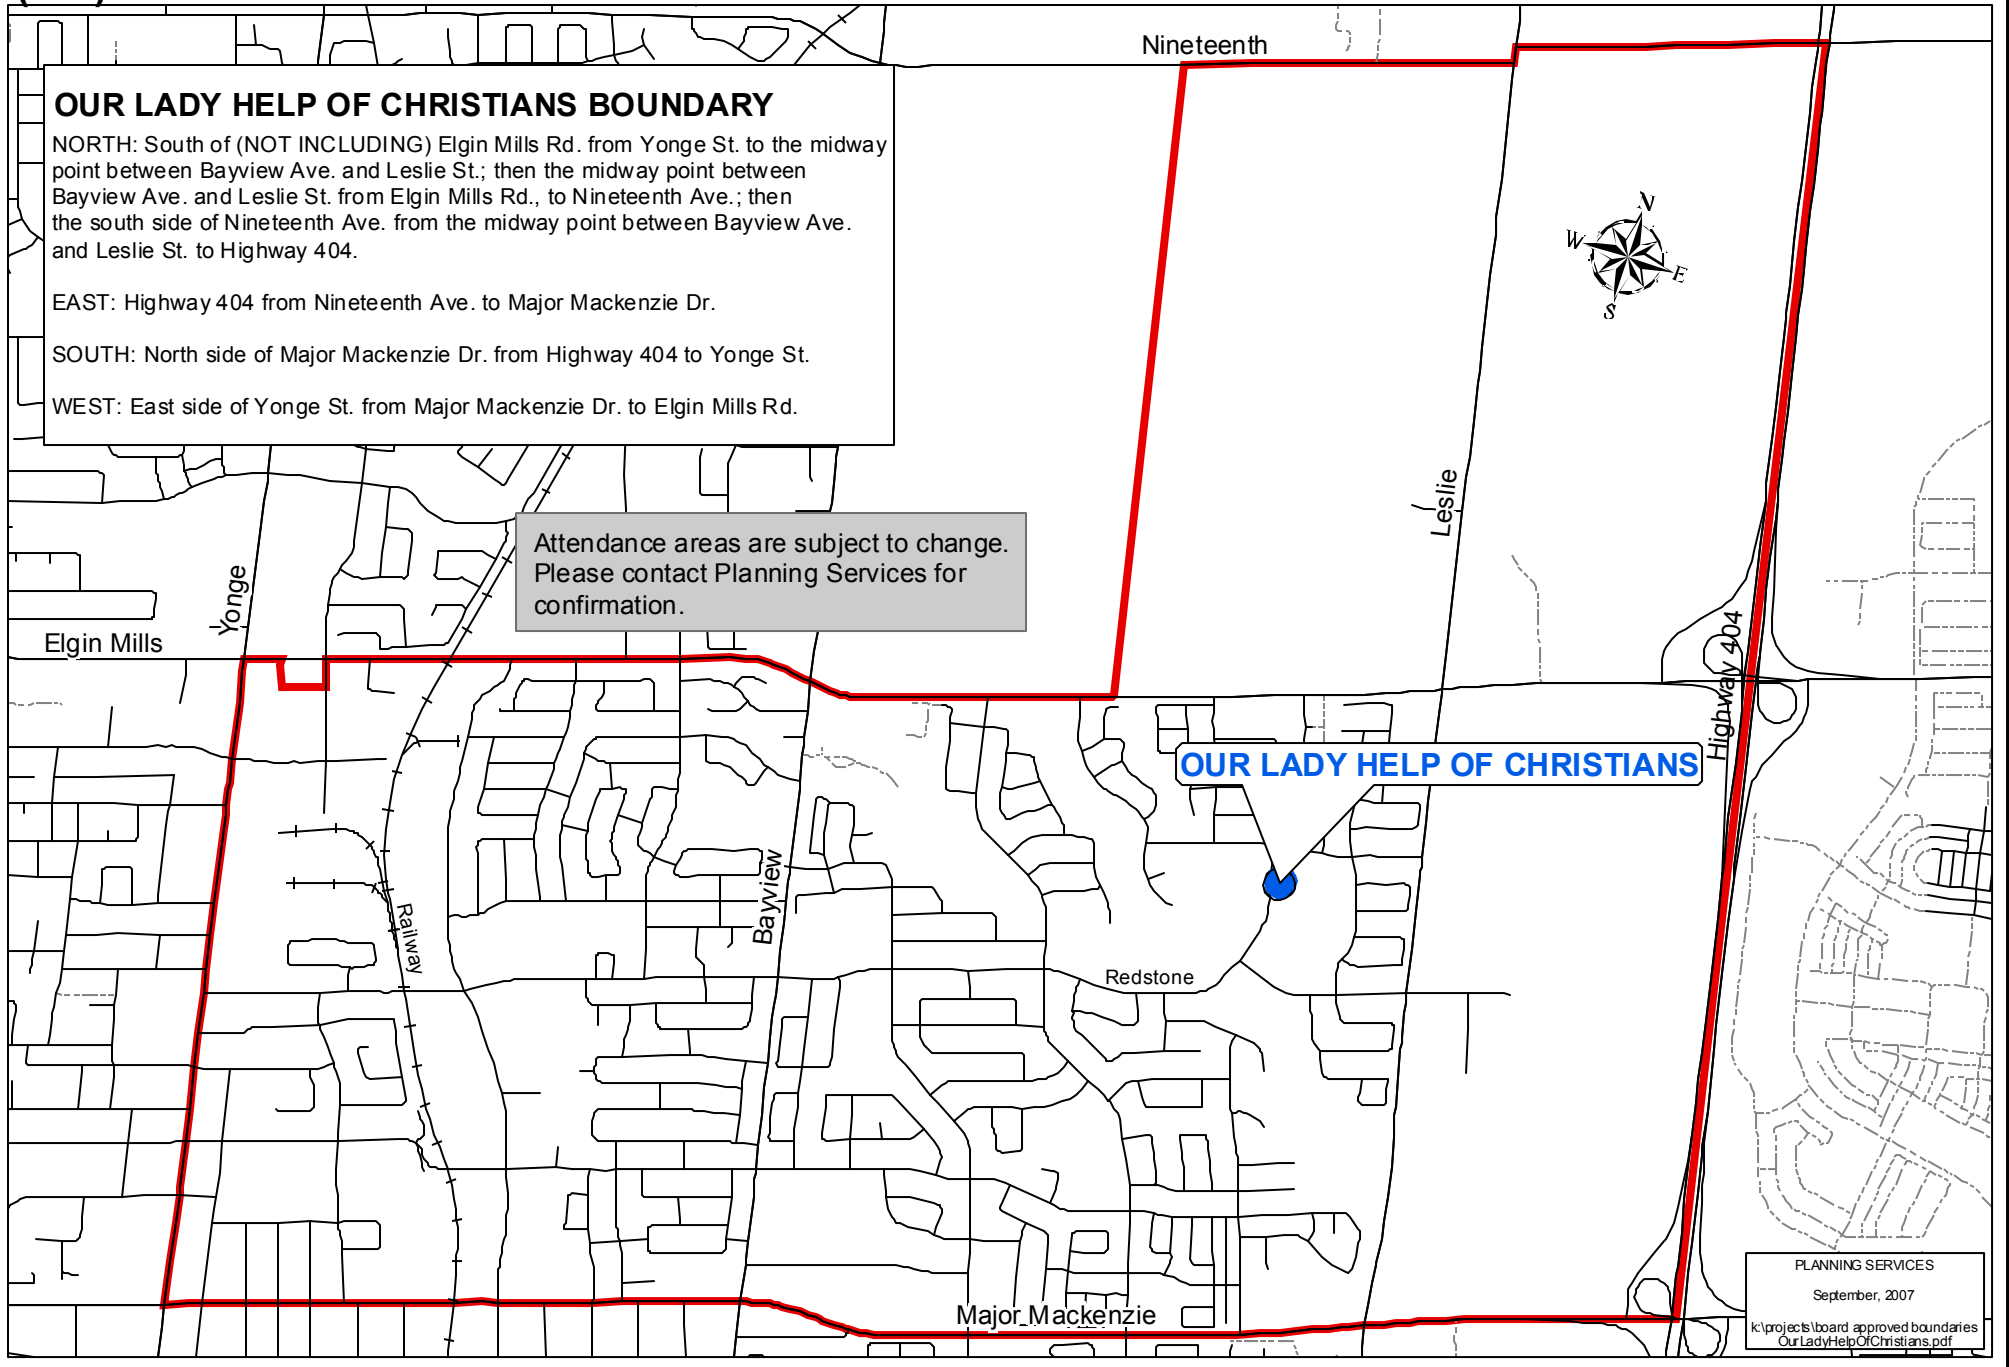 Nineteenth
OUR LADY HELP OF CHRISTIANS BOUNDARY
NORTH: South of (NOT INCLUDING) Elgin Mills Rd. from Yonge St. to the midway
point between Bayview Ave. and Leslie St.; then the midway point between
Bayview Ave. and Leslie St. from Elgin Mills Rd., to Nineteenth Ave.; then
the south side of Nineteenth Ave. from the midway point between Bayview Ave.
and Leslie St. to Highway 404.
EAST: Highway 404 from Nineteenth Ave. to Major Mackenzie Dr.
SOUTH: North side of Major Mackenzie Dr. from Highway 404 to Yonge St.
WEST: East side of Yonge St. from Major Mackenzie Dr. to Elgin Mills Rd.
N
W
E
S
Leslie
Attendance areas are subject to change.
Please contact Planning Services for
confirmation.
Yonge
Elgin Mills
Highway 404
OUR LADY HELP OF CHRISTIANS
Bayview
Railway
Redstone
Major Mackenzie
PLANNING SERVICES
September, 2007
k:\projects\board approved boundaries
OurLadyHelpOfChristians.pdf